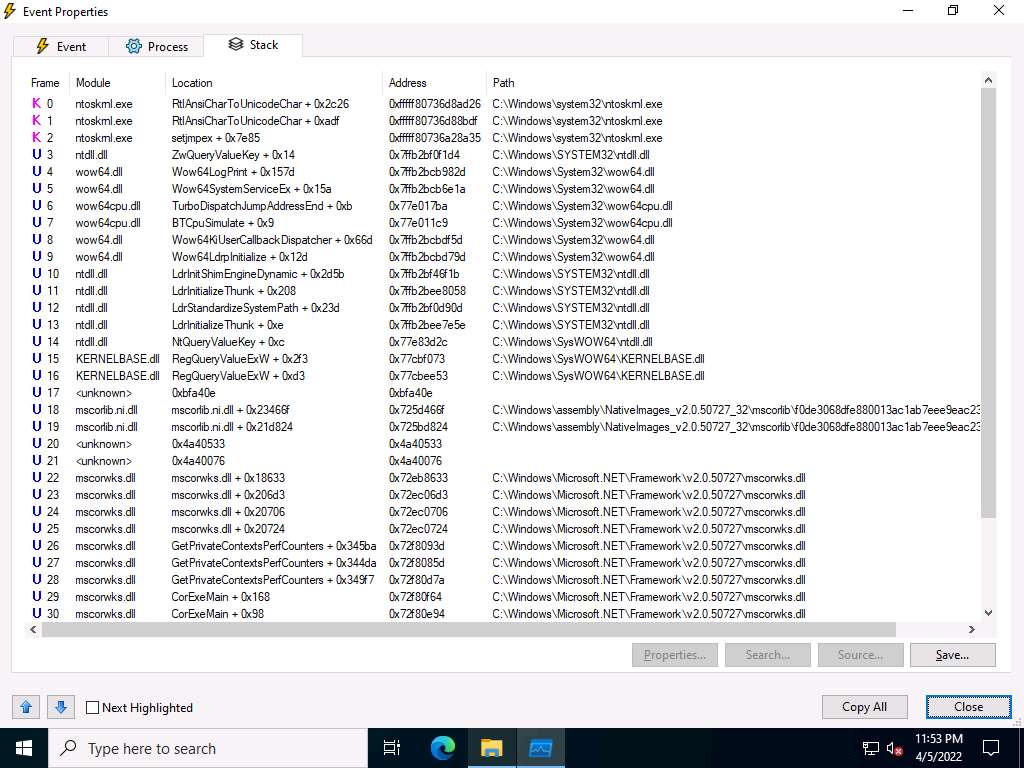 Event Properties
Event Process Stack
Frame Module Location Address Path
K 0 ntoskrnl.exe RtlAnsiCharToUnicodeChar + 0x2c26 0xfffff80736d8ad26 C:\Windows\system32\ntoskrnl.exe
K 1 ntoskrnl.exe RtlAnsiCharToUnicodeChar + 0xadf 0xfffff80736d88bdf C:\Windows\system32\ntoskrnl.exe
K 2 ntoskrnl.exe setjmpex + 0x7e85 0xfffff80736a28a35 C:\Windows\system32\ntoskrnl.exe
U 3 ntdll.dll ZwQueryValueKey + 0x14 0x7ffb2bf0f1d4 C:\Windows\SYSTEM32\ntdll.dll
U 4 wow64.dll Wow64LogPrint + 0x157d 0x7ffb2bcb982d C:\Windows\System32\wow64.dll
U 5 wow64.dll Wow64SystemServiceEx + 0x15a 0x7ffb2bcb6e1a C:\Windows\System32\wow64.dll
U 6 wow64cpu.dll TurboDispatchJumpAddressEnd + 0xb 0x77e017ba C:\Windows\System32\wow64cpu.dll
U 7 wow64cpu.dll BTCpuSimulate + 0x9 0x77e011c9 C:\Windows\System32\wow64cpu.dll
U 8 wow64.dll Wow64KiUserCallbackDispatcher + 0x66d 0x7ffb2bcbdf5d C:\Windows\System32\wow64.dll
U 9 wow64.dll Wow64LdrpInitialize + 0x12d 0x7ffb2bcbd79d C:\Windows\System32\wow64.dll
U 10 ntdll.dll LdrInitShimEngineDynamic + 0x2d5b 0x7ffb2bf46f1b C:\Windows\SYSTEM32\ntdll.dll
U 11 ntdll.dll LdrInitializeThunk + 0x208 0x7ffb2bee8058 C:\Windows\SYSTEM32\ntdll.dll
U 12 ntdll.dll LdrStandardizeSystemPath + 0x23d 0x7ffb2bf0d90d C:\Windows\SYSTEM32\ntdll.dll
U 13 ntdll.dll LdrInitializeThunk + 0xe 0x7ffb2bee7e5e C:\Windows\SYSTEM32\ntdll.dll
U 14 ntdll.dll NtQueryValueKey + 0xc 0x77e83d2c C:\Windows\SysWOW64\ntdll.dll
U 15 KERNELBASE.dll RegQueryValueExW + 0x2f3 0x77cbf073 C:\Windows\SysWOW64\KERNELBASE.dll
U 16 KERNELBASE.dll RegQueryValueExW + 0xd3 0x77cbee53 C:\Windows\SysWOW64\KERNELBASE.dll
U 17 <unknown> 0xbfa40e 0xbfa40e
U 18 mscorlib.ni.dll mscorlib.ni.dll + 0x23466f 0x725d466f C:\Windows\assembly\NativeImages_v2.0.50727_32\mscorlib\f0de3068dfe880013ac1ab7eee9eac23
U 19 mscorlib.ni.dll mscorlib.ni.dll + 0x21d824 0x725bd824 C:\Windows\assembly\NativeImages_v2.0.50727_32\mscorlib\f0de3068dfe880013ac1ab7eee9eac23
U 20 <unknown> 0x4a40533 0x4a40533
U 21 <unknown> 0x4a40076 0x4a40076
U 22 mscorwks.dll mscorwks.dll + 0x18633 0x72eb8633 C:\Windows\Microsoft.NET\Framework\v2.0.50727\mscorwks.dll
U 23 mscorwks.dll mscorwks.dll + 0x206d3 0x72ec06d3 C:\Windows\Microsoft.NET\Framework\v2.0.50727\mscorwks.dll
U 24 mscorwks.dll mscorwks.dll + 0x20706 0x72ec0706 C:\Windows\Microsoft.NET\Framework\v2.0.50727\mscorwks.dll
U 25 mscorwks.dll mscorwks.dll + 0x20724 0x72ec0724 C:\Windows\Microsoft.NET\Framework\v2.0.50727\mscorwks.dll
U 26 mscorwks.dll GetPrivateContextsPerfCounters + 0x345ba 0x72f8093d C:\Windows\Microsoft.NET\Framework\v2.0.50727\mscorwks.dll
U 27 mscorwks.dll GetPrivateContextsPerfCounters + 0x344da 0x72f8085d C:\Windows\Microsoft.NET\Framework\v2.0.50727\mscorwks.dll
U 28 mscorwks.dll GetPrivateContextsPerfCounters + 0x349f7 0x72f80d7a C:\Windows\Microsoft.NET\Framework\v2.0.50727\mscorwks.dll
U 29 mscorwks.dll CorExeMain + 0x168 0x72f80f64 C:\Windows\Microsoft.NET\Framework\v2.0.50727\mscorwks.dll
U 30 mscorwks.dll CorExeMain + 0x98 0x72f80e94 C:\Windows\Microsoft.NET\Framework\v2.0.50727\mscorwks.dll
Properties... Search... Source... Save...
Next Highlighted Copy All Close
Type here to search
11:53 PM
4/5/2022